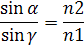 sin α / sin γ = n2 / n1